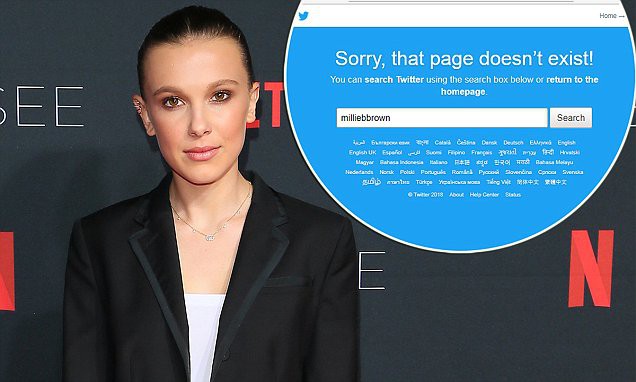 SEE
N
Home
Sorry, that page doesn't exist!
You can search Twitter using the search box below or return to the
homepage.
milliebbrown
Search
العربية Български език বাংলা Català Čeština Dansk Deutsch Ελληνικά English
English UK Español فارسی Suomi Filipino Français ગુજરાતી עִבְרִית हिन्दी Hrvatski
Magyar Bahasa Indonesia Italiano 日本語 ಕನ್ನಡ 한국어 मराठी Bahasa Melayu
Nederlands Norsk Polski Português Română Русский Slovenčina Српски Svenska
தமிழ் ภาษาไทย Türkçe Українська мова Tiếng Việt 简体中文 繁體中文
© Twitter 2018 About Help Center Status
E
N